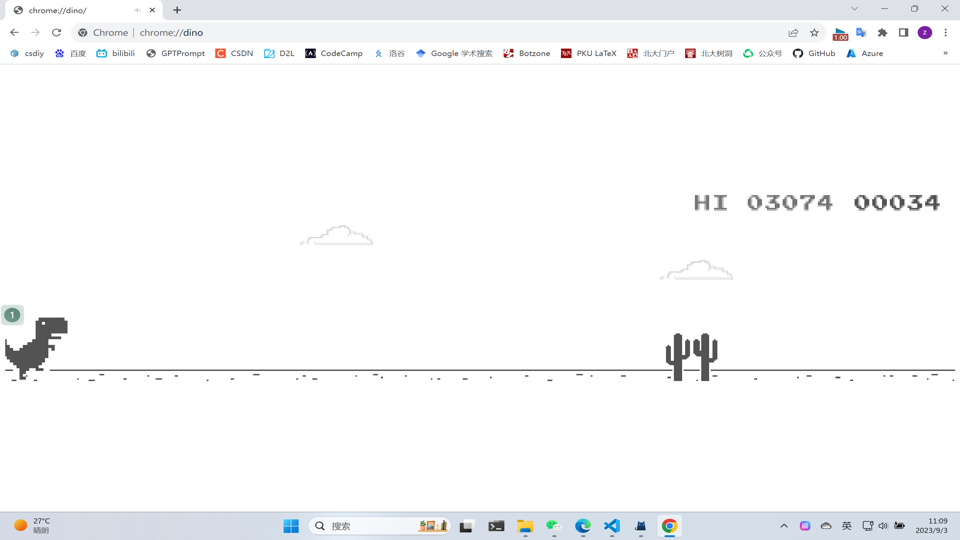 chrome://dino/
Chrome | chrome://dino
1.00
z
csdiy 百度 bilibili GPTPrompt CSDN D2L CodeCamp 洛谷 Google 学术搜索 Botzone PKU LaTeX 北大门户 北大树洞 公众号 GitHub Azure »
HI 03074 00034
1
27°C
晴朗
搜索
英
11:09
2023/9/3